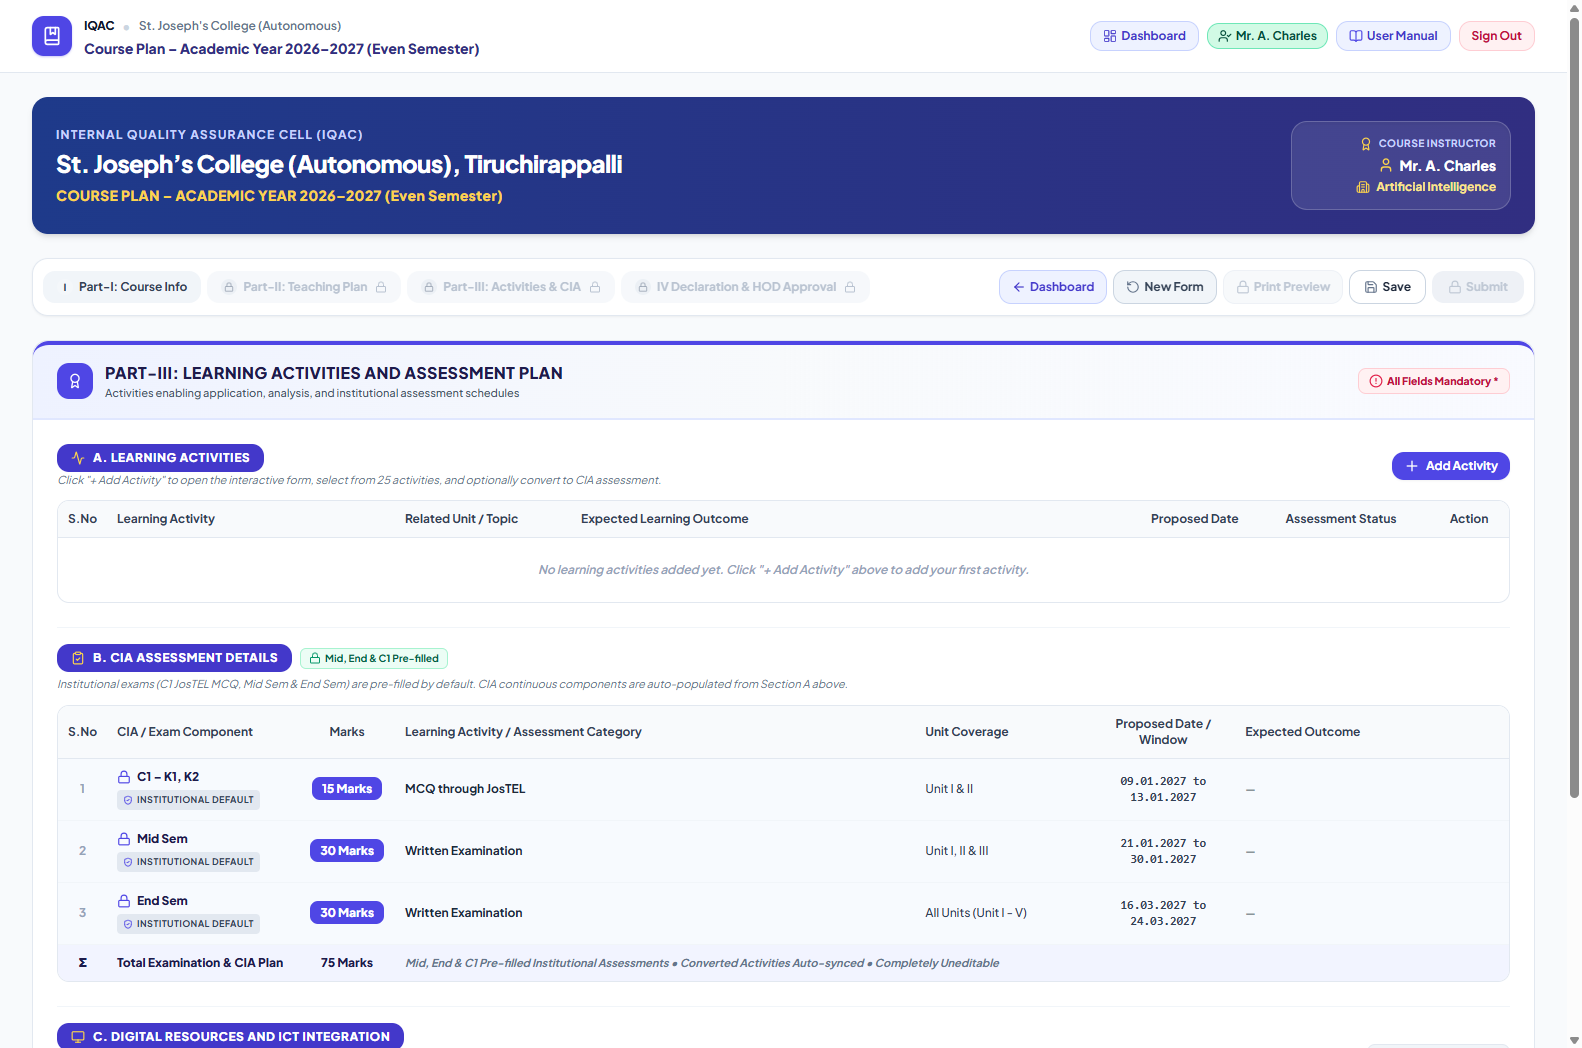 IQAC • St. Joseph's College (Autonomous)
Course Plan – Academic Year 2026–2027 (Even Semester)
Dashboard
Mr. A. Charles
User Manual
Sign Out
INTERNAL QUALITY ASSURANCE CELL (IQAC)
St. Joseph's College (Autonomous), Tiruchirappalli
COURSE PLAN – ACADEMIC YEAR 2026–2027 (Even Semester)
COURSE INSTRUCTOR
Mr. A. Charles
Artificial Intelligence
I Part-I: Course Info
Part-II: Teaching Plan
Part-III: Activities & CIA
IV Declaration & HOD Approval
← Dashboard
New Form
Print Preview
Save
Submit
PART-III: LEARNING ACTIVITIES AND ASSESSMENT PLAN
Activities enabling application, analysis, and institutional assessment schedules
All Fields Mandatory *
A. LEARNING ACTIVITIES
Click "+ Add Activity" to open the interactive form, select from 25 activities, and optionally convert to CIA assessment.
+ Add Activity
S.No Learning Activity Related Unit / Topic Expected Learning Outcome Proposed Date Assessment Status Action
No learning activities added yet. Click "+ Add Activity" above to add your first activity.
B. CIA ASSESSMENT DETAILS
Mid, End & C1 Pre-filled
Institutional exams (C1 JosTEL MCQ, Mid Sem & End Sem) are pre-filled by default. CIA continuous components are auto-populated from Section A above.
S.No CIA / Exam Component Marks Learning Activity / Assessment Category Unit Coverage Proposed Date / Window Expected Outcome
1 C1 – K1, K2 INSTITUTIONAL DEFAULT 15 Marks MCQ through JosTEL Unit I & II 09.01.2027 to 13.01.2027 —
2 Mid Sem INSTITUTIONAL DEFAULT 30 Marks Written Examination Unit I, II & III 21.01.2027 to 30.01.2027 —
3 End Sem INSTITUTIONAL DEFAULT 30 Marks Written Examination All Units (Unit I - V) 16.03.2027 to 24.03.2027 —
Σ Total Examination & CIA Plan 75 Marks Mid, End & C1 Pre-filled Institutional Assessments • Converted Activities Auto-synced • Completely Uneditable
C. DIGITAL RESOURCES AND ICT INTEGRATION